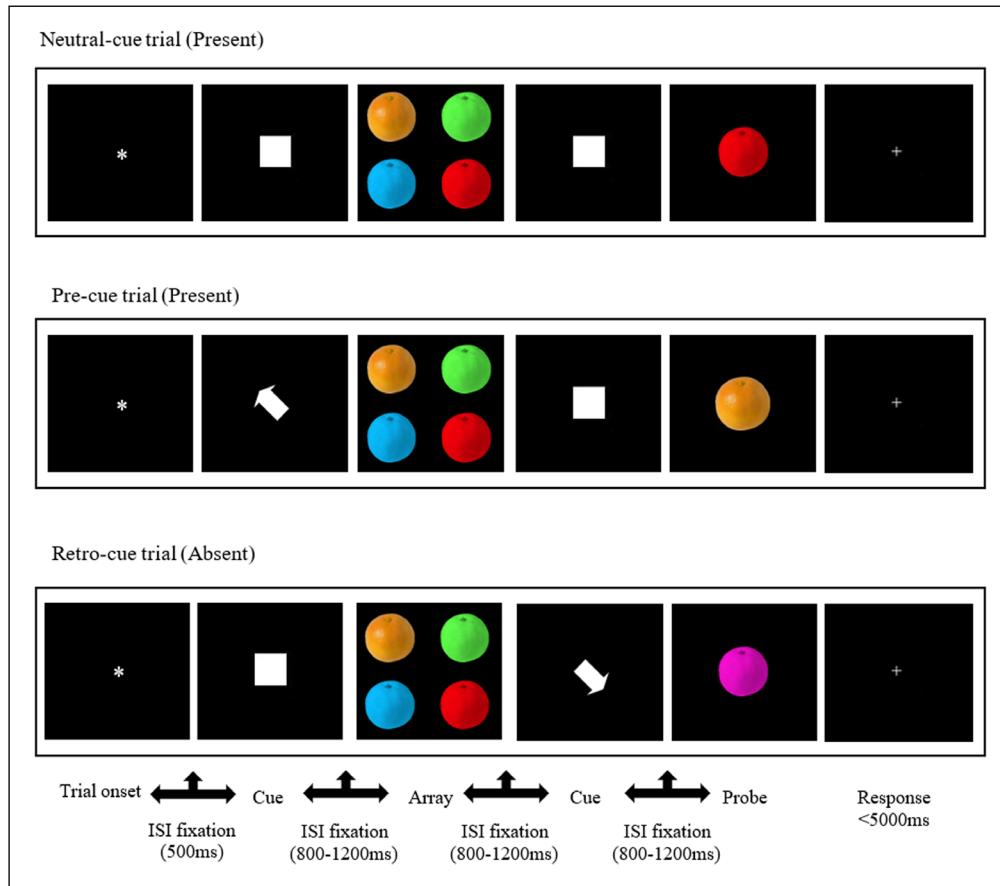 Neutral-cue trial (Present)
*
+
Pre-cue trial (Present)
*
+
Retro-cue trial (Absent)
*
+
Trial onset
Cue
Array
Cue
Probe
Response
<5000ms
ISI fixation
(500ms)
ISI fixation
(800-1200ms)
ISI fixation
(800-1200ms)
ISI fixation
(800-1200ms)